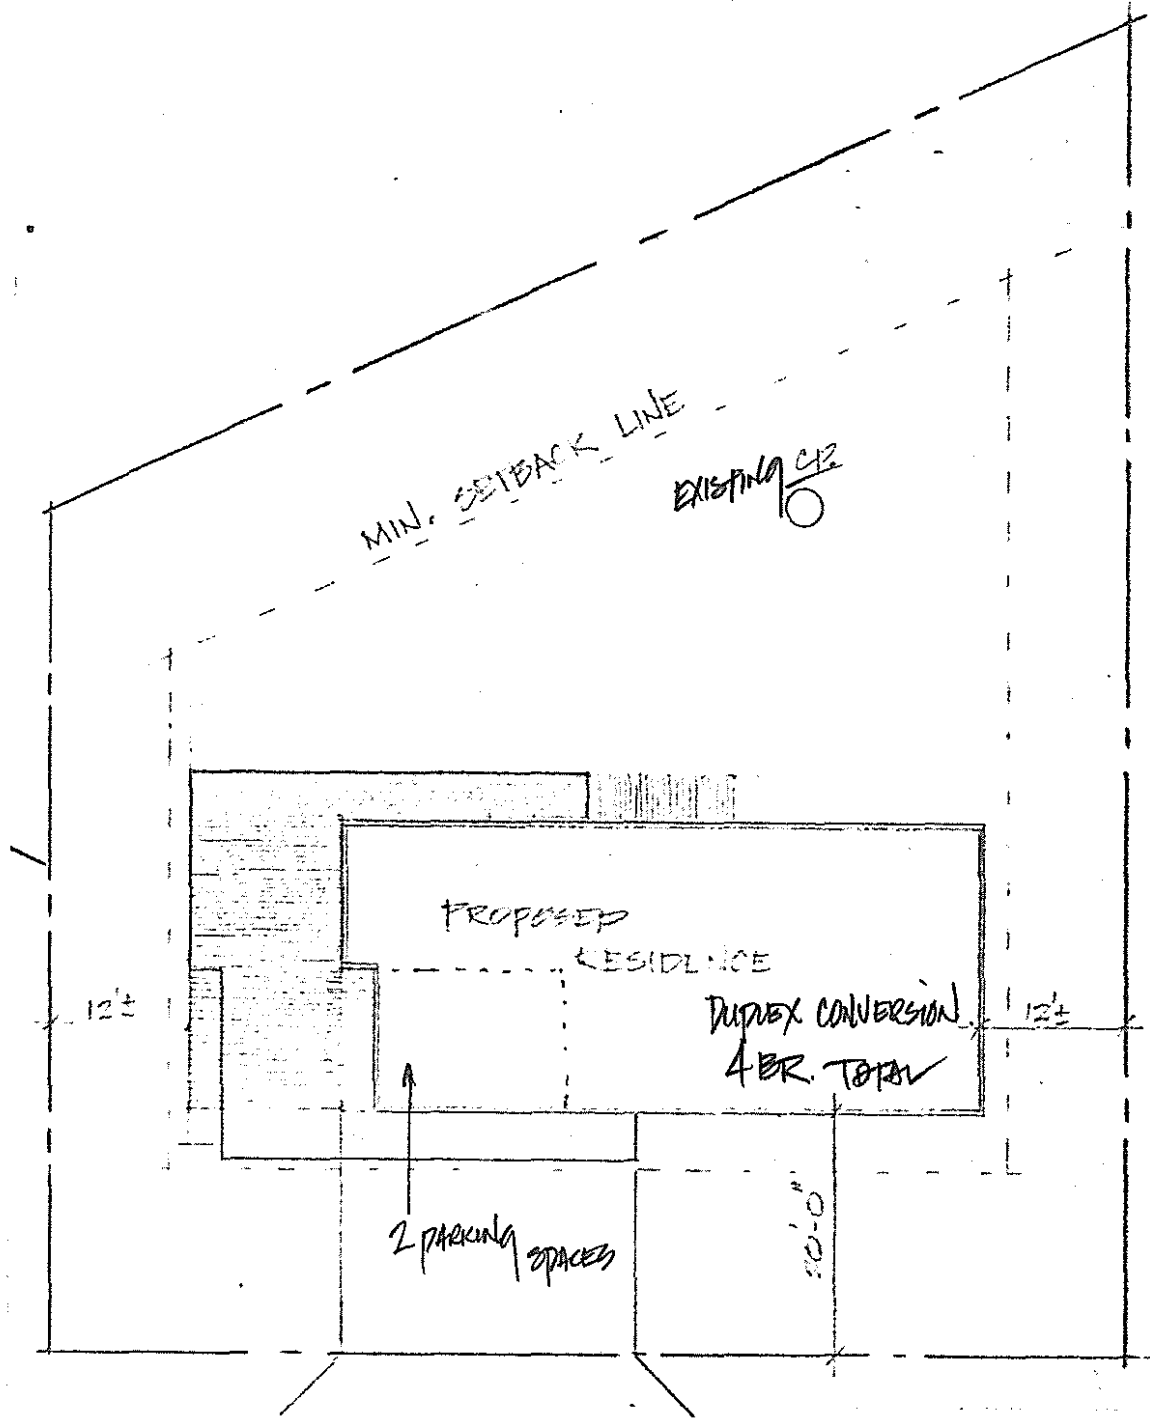 MIN. SETBACK LINE
EXISTING C.P.
PROPOSED
RESIDENCE
12'±
DUPLEX CONVERSION
4 BR. TOTAL
12'±
2 PARKING SPACES
20'-0"